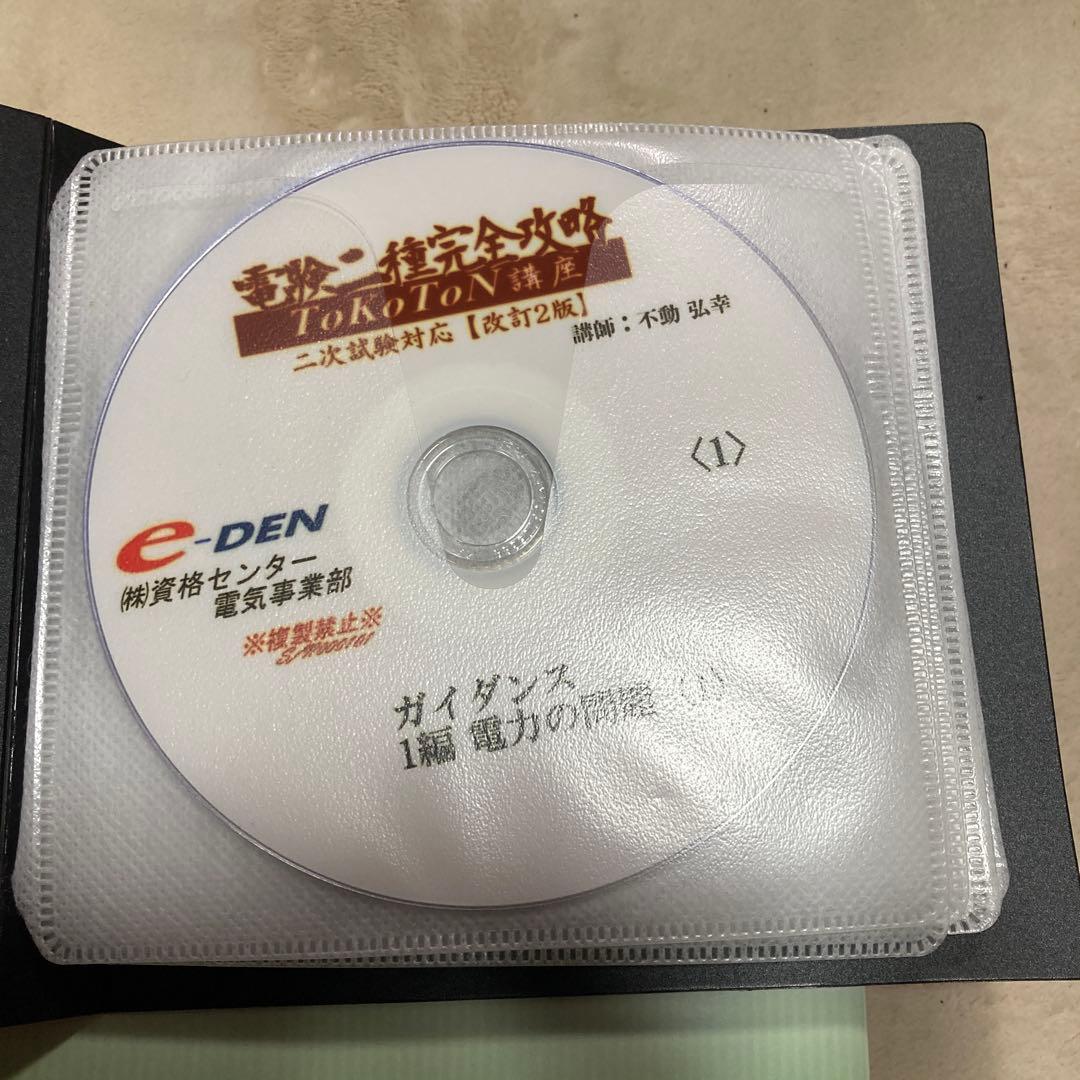 電験二種完全攻略
ToKoToN講座
二次試験対応【改訂2版】
講師：不動 弘幸
〈1〉
e-DEN
㈱資格センター
電気事業部
※複製禁止※
ガイダンス
1編 電力の問題 〈1〉